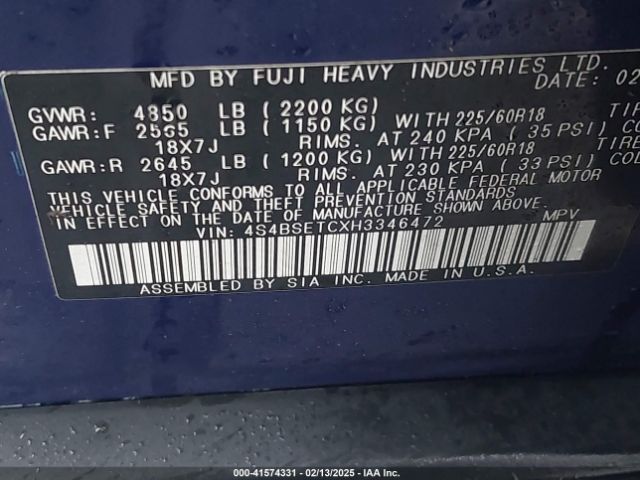 MFD BY FUJI HEAVY INDUSTRIES LTD.
DATE: 02
GVWR: 4850 LB ( 2200 KG)
GAWR:F 2565 LB ( 1150 KG) WITH 225/60R18
18X7J RIMS. AT 240 KPA ( 35 PSI) CO
GAWR:R 2645 LB ( 1200 KG) WITH 225/60R18 TIRE
18X7J RIMS. AT 230 KPA ( 33 PSI) COL
THIS VEHICLE CONFORMS TO ALL APPLICABLE FEDERAL MOTOR
VEHICLE SAFETY AND THEFT PREVENTION STANDARDS
IN EFFECT ON THE DATE OF MANUFACTURE SHOWN ABOVE.
VIN: 4S4BSETCXH3346472 MPV
ASSEMBLED BY SIA INC. MADE IN U.S.A.
000-41574331 - 02/13/2025 - IAA Inc.